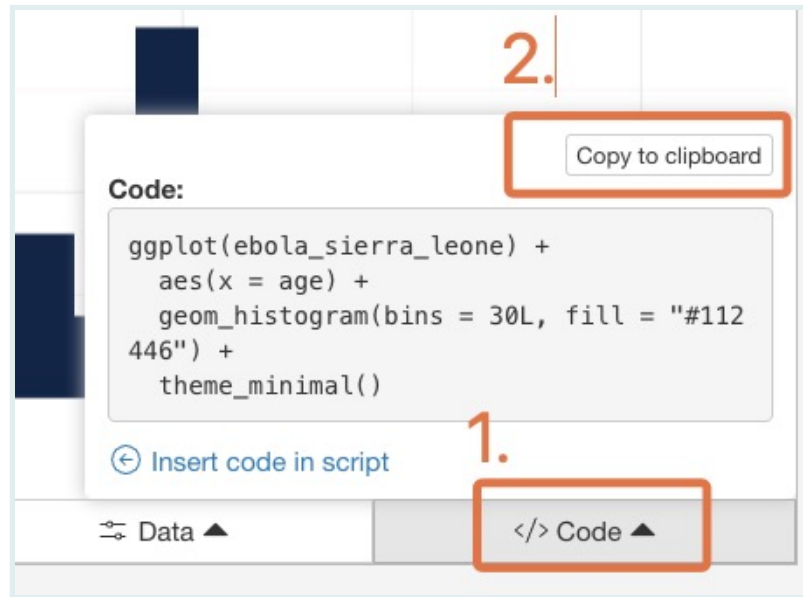 2.
Copy to clipboard
Code:
ggplot(ebola_sierra_leone) +
  aes(x = age) +
  geom_histogram(bins = 30L, fill = "#112
446") +
  theme_minimal()
1.
Insert code in script
Data
</> Code